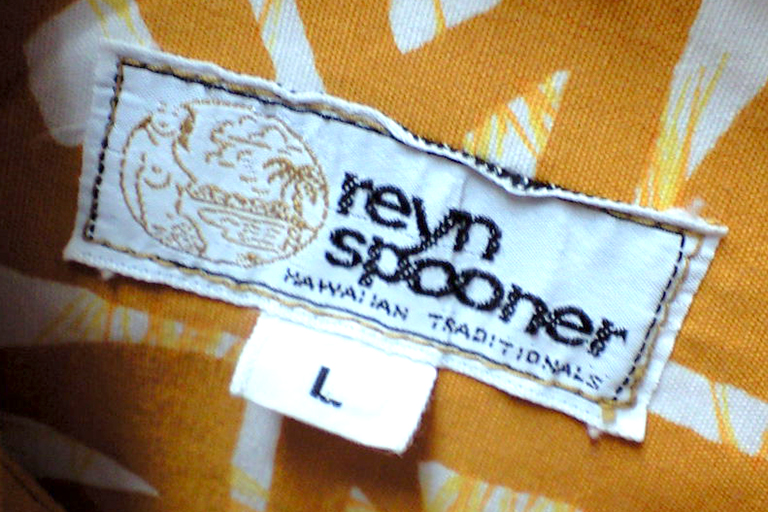 reyn
spooner
HAWAIIAN TRADITIONALS
L